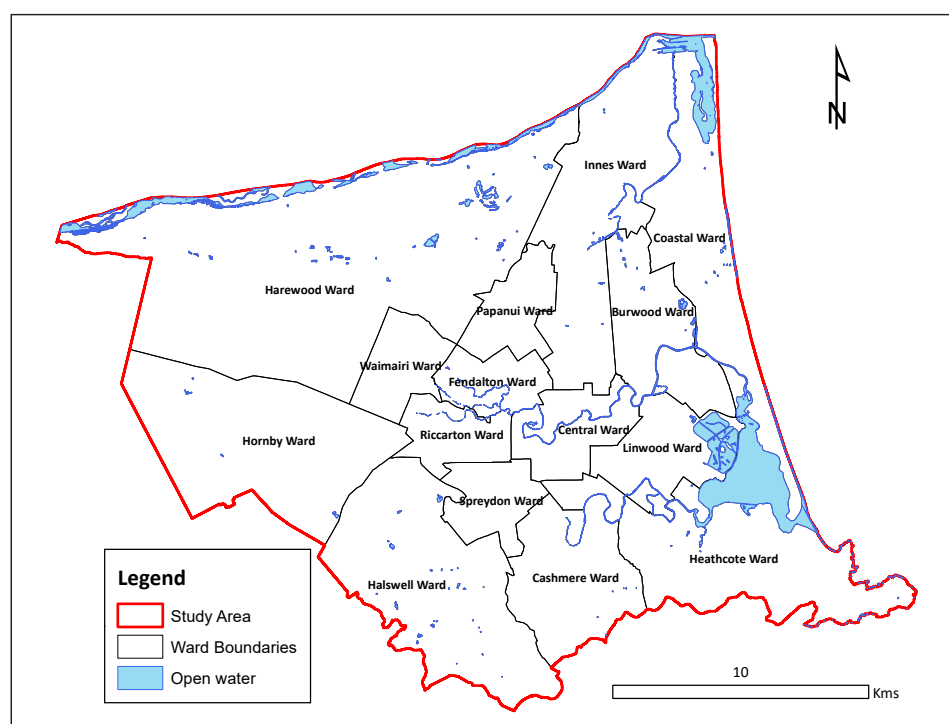 N
Innes Ward
Coastal Ward
Harewood Ward
Papanui Ward
Burwood Ward
Waimairi Ward
Fendalton Ward
Hornby Ward
Riccarton Ward
Central Ward
Linwood Ward
Spreydon Ward
Heathcote Ward
Halswell Ward
Cashmere Ward
Legend
Study Area
Ward Boundaries
Open water
10
Kms